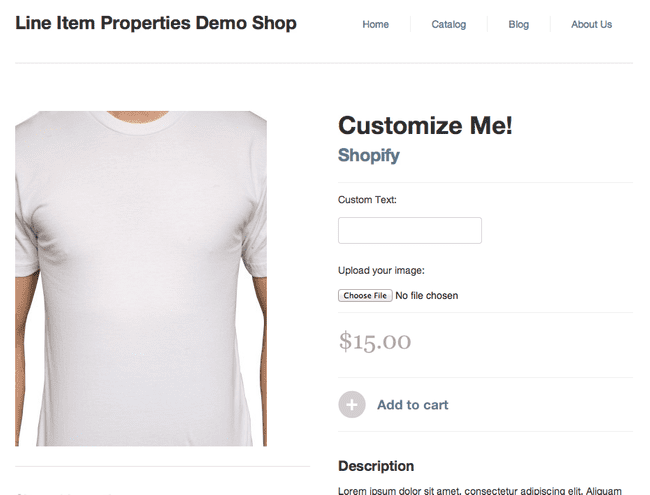 Line Item Properties Demo Shop
Home
Catalog
Blog
About Us
Customize Me!
Shopify
Custom Text:
Upload your image:
Choose File No file chosen
$15.00
+ Add to cart
Description
Lorem ipsum dolor sit amet, consectetur adipiscing elit. Aliquam